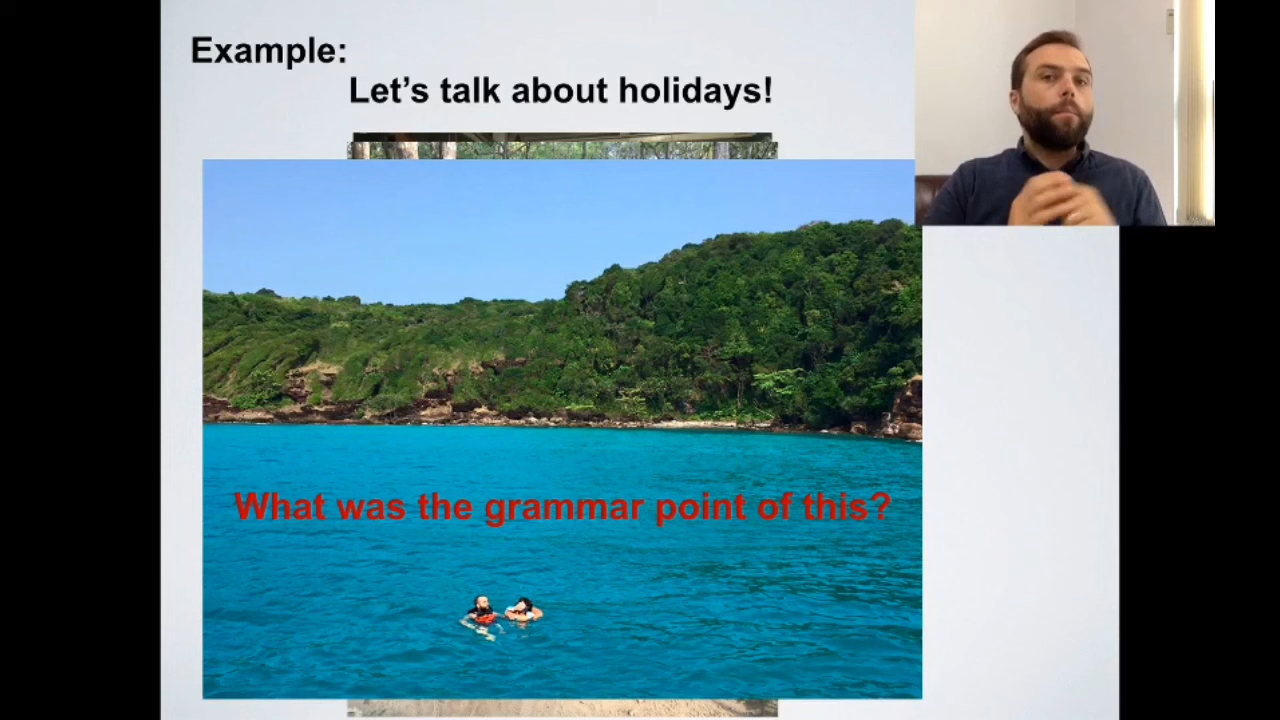 Example:
Let’s talk about holidays!
What was the grammar point of this?